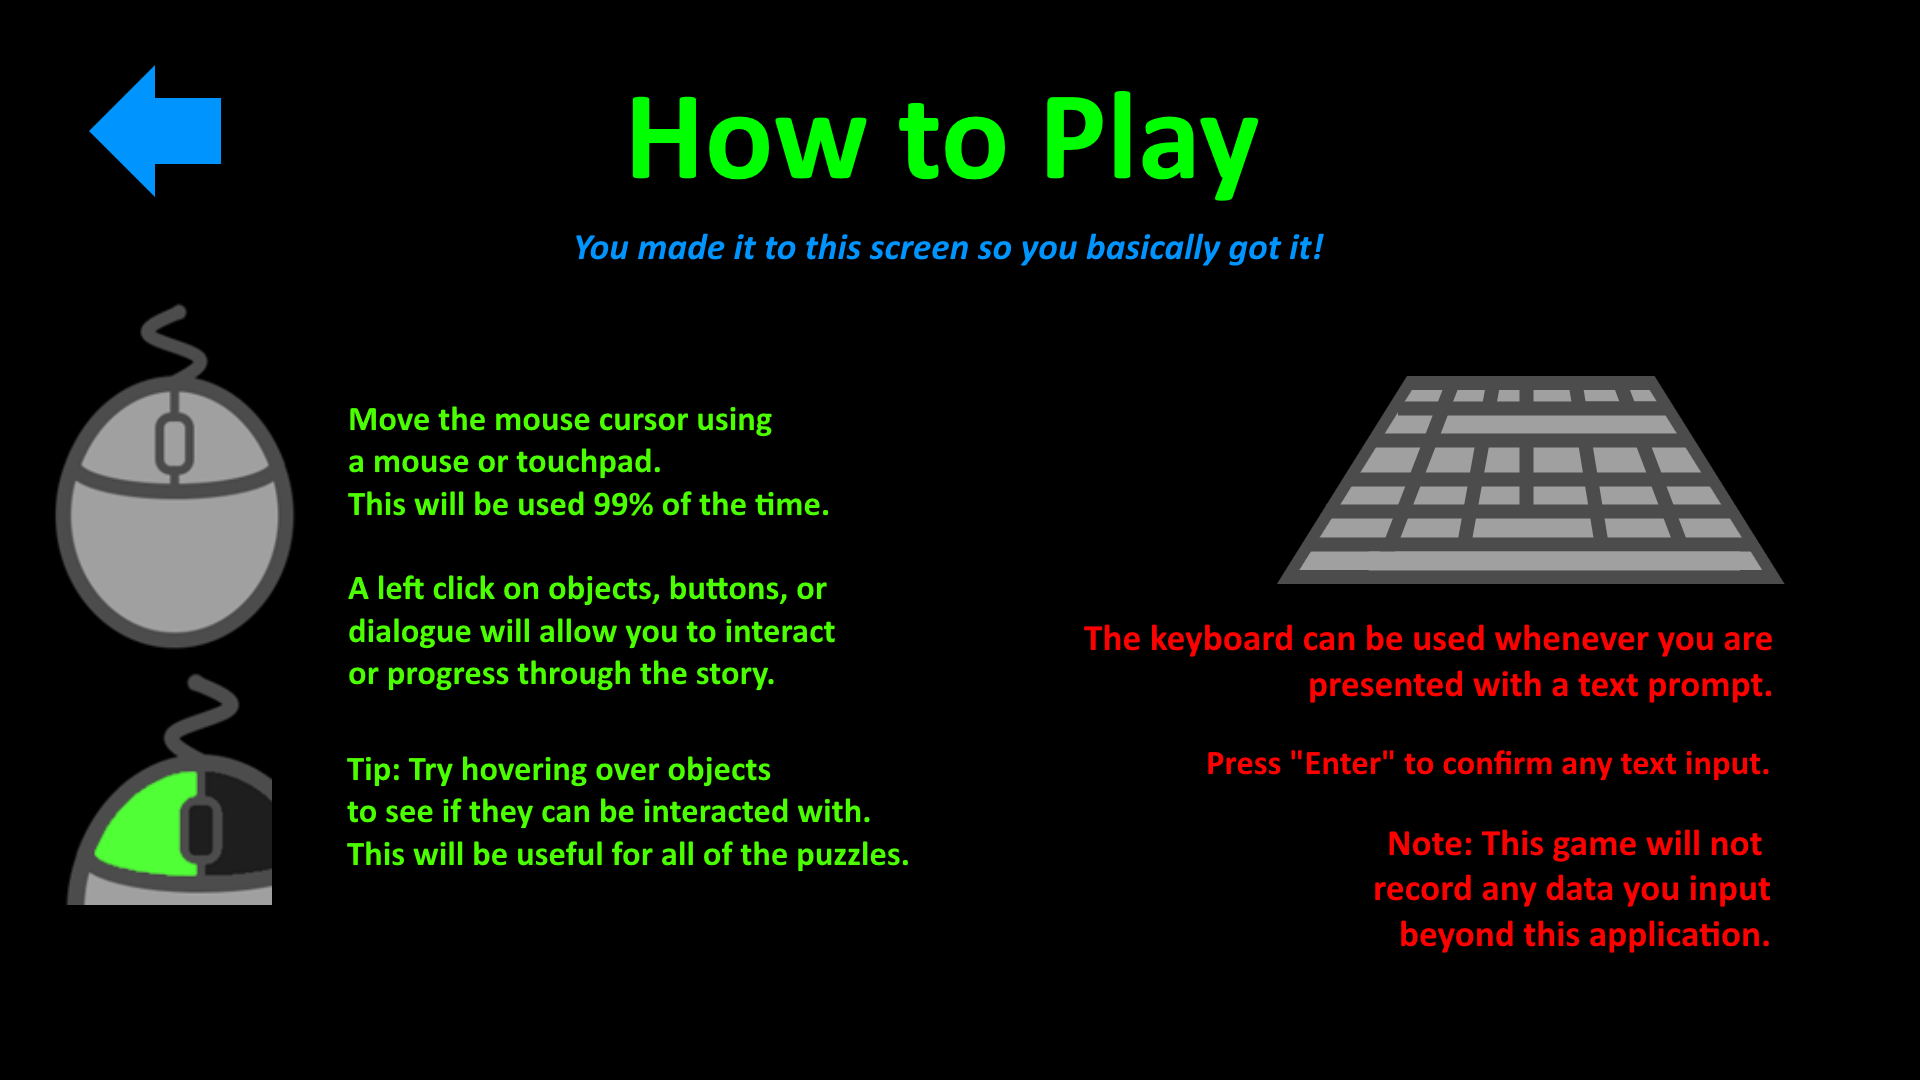 How to Play
You made it to this screen so you basically got it!
Move the mouse cursor using
a mouse or touchpad.
This will be used 99% of the time.
A left click on objects, buttons, or
dialogue will allow you to interact
or progress through the story.
Tip: Try hovering over objects
to see if they can be interacted with.
This will be useful for all of the puzzles.
The keyboard can be used whenever you are
presented with a text prompt.
Press "Enter" to confirm any text input.
Note: This game will not
record any data you input
beyond this application.